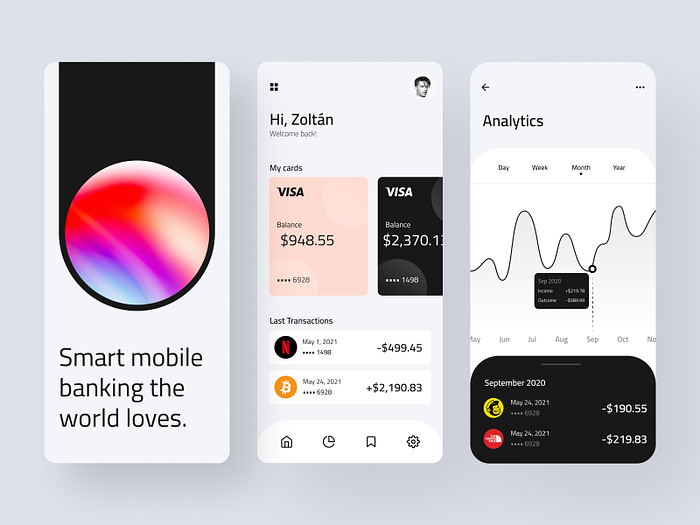 Smart mobile
banking the
world loves.
Hi, Zoltán
Welcome back!
My cards
VISA
Balance
$948.55
•••• 6928
VISA
Balance
$2,370.13
•••• 1498
Last Transactions
May 1, 2021
•••• 1498
-$499.45
May 24, 2021
•••• 6928
+$2,190.83
Analytics
Day Week Month Year
Sep 2020
Income +$219.78
Outcome -$589.99
May Jun Jul Aug Sep Oct No
September 2020
May 24, 2021
•••• 6928
-$190.55
May 24, 2021
•••• 6928
-$219.83